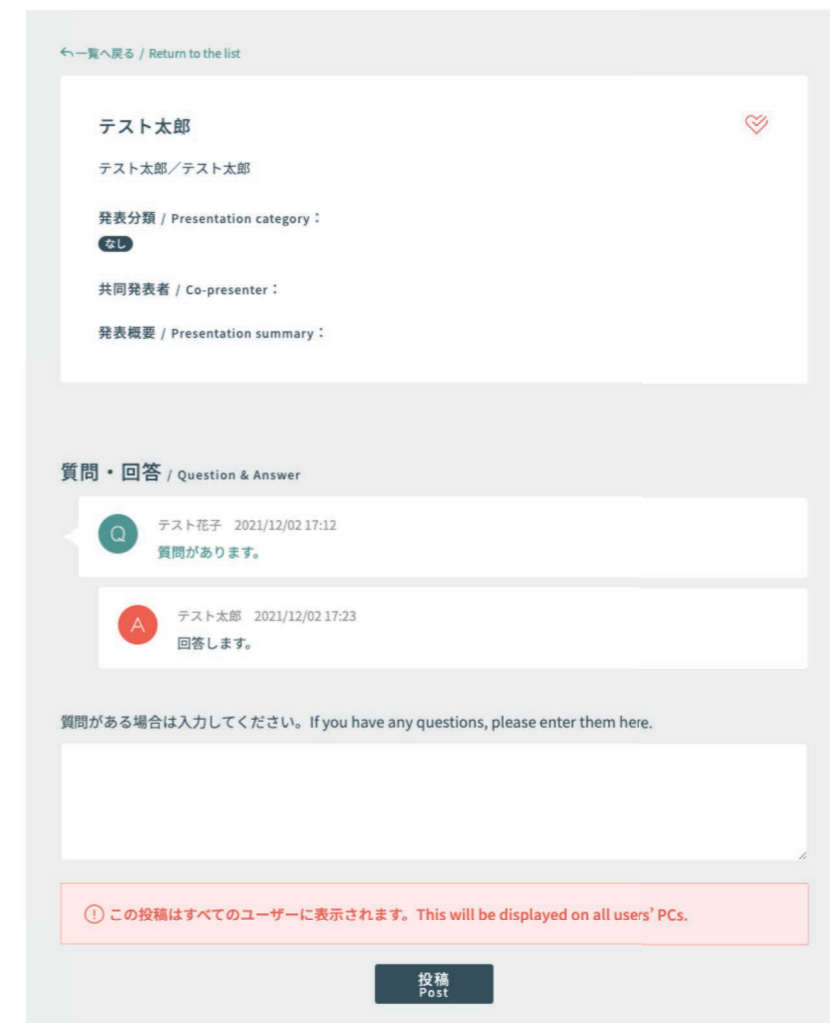 一覧へ戻る / Return to the list
テスト太郎
テスト太郎／テスト太郎
発表分類 / Presentation category：
なし
共同発表者 / Co-presenter：
発表概要 / Presentation summary：
質問・回答 / Question & Answer
Q
テスト花子 2021/12/02 17:12
質問があります。
A
テスト太郎 2021/12/02 17:23
回答します。
質問がある場合は入力してください。If you have any questions, please enter them here.
この投稿はすべてのユーザーに表示されます。This will be displayed on all users' PCs.
投稿
Post